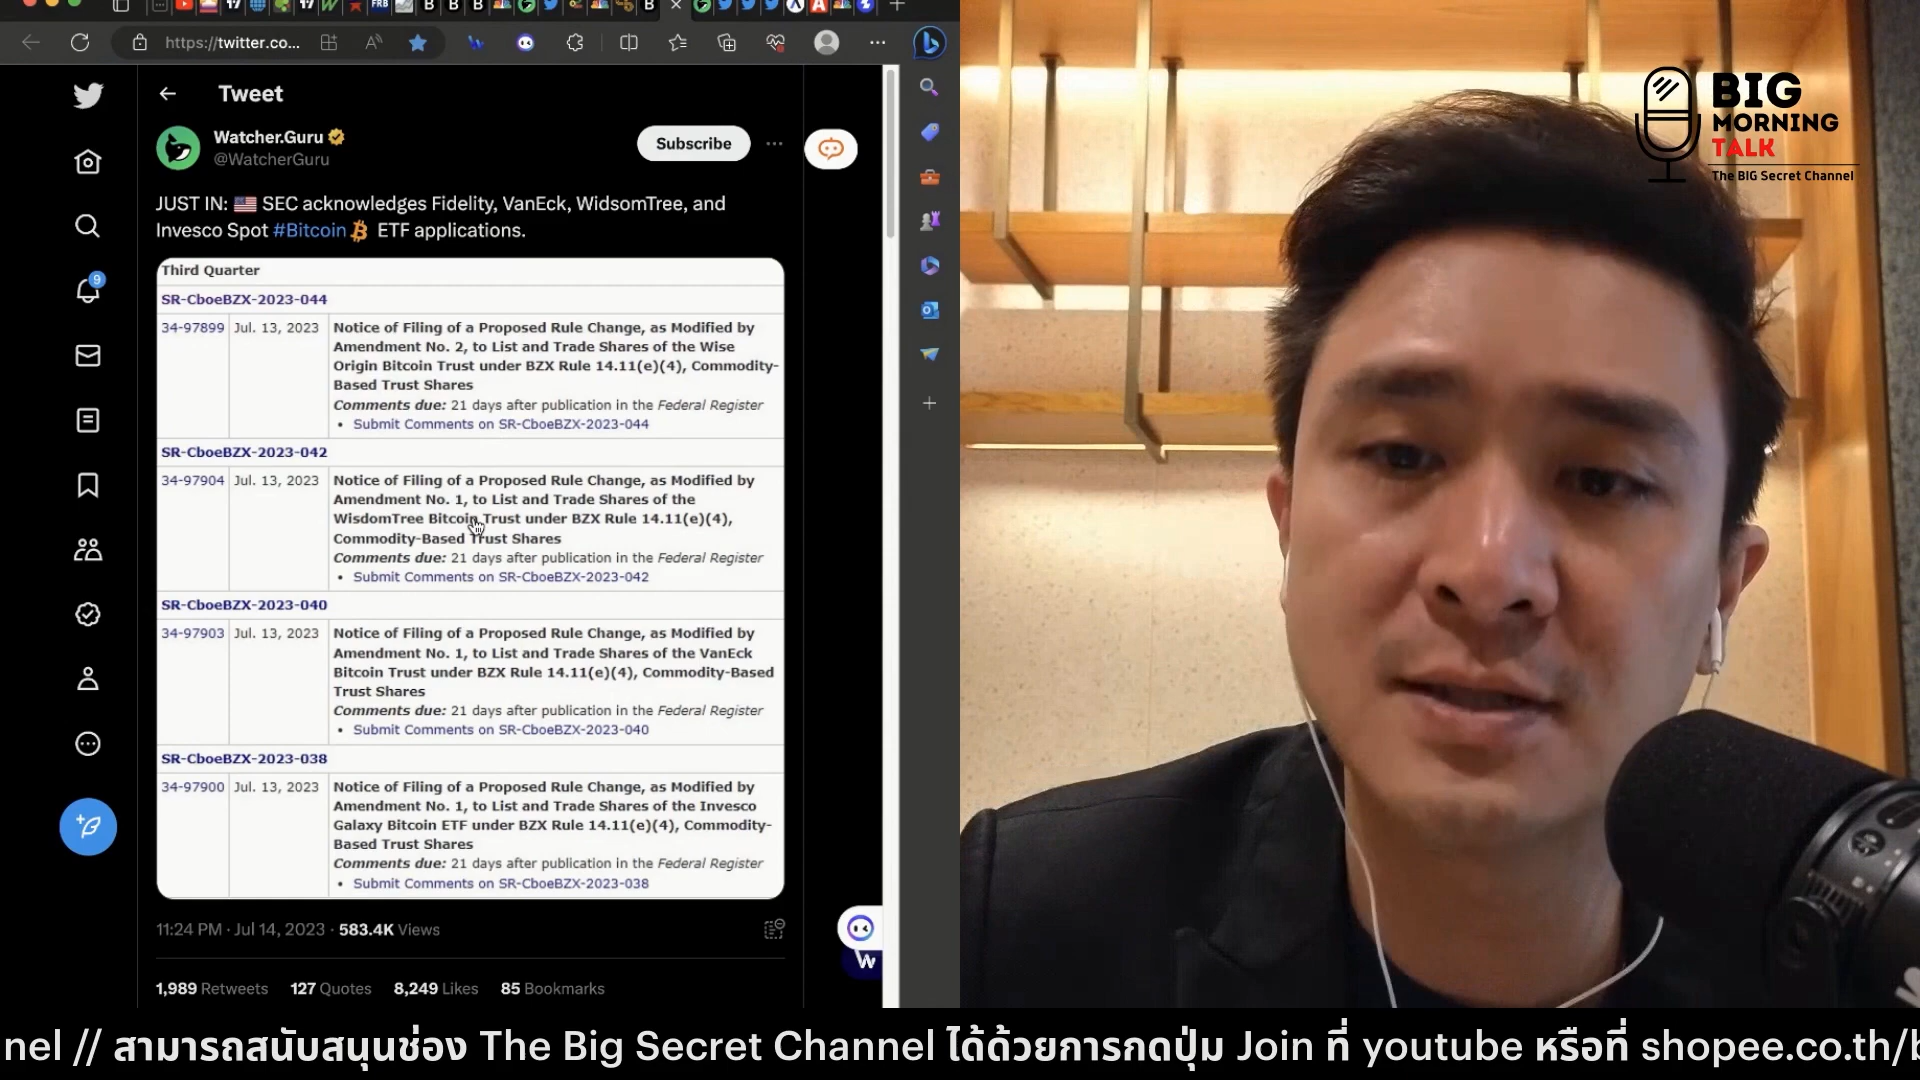 https://twitter.co...
Tweet
Watcher.Guru
@WatcherGuru
Subscribe
JUST IN: SEC acknowledges Fidelity, VanEck, WidsomTree, and
Invesco Spot #Bitcoin ETF applications.
Third Quarter
SR-CboeBZX-2023-044
34-97899 Jul. 13, 2023 Notice of Filing of a Proposed Rule Change, as Modified by
Amendment No. 2, to List and Trade Shares of the Wise
Origin Bitcoin Trust under BZX Rule 14.11(e)(4), Commodity-
Based Trust Shares
Comments due: 21 days after publication in the Federal Register
• Submit Comments on SR-CboeBZX-2023-044
SR-CboeBZX-2023-042
34-97904 Jul. 13, 2023 Notice of Filing of a Proposed Rule Change, as Modified by
Amendment No. 1, to List and Trade Shares of the
WisdomTree Bitcoin Trust under BZX Rule 14.11(e)(4),
Commodity-Based Trust Shares
Comments due: 21 days after publication in the Federal Register
• Submit Comments on SR-CboeBZX-2023-042
SR-CboeBZX-2023-040
34-97903 Jul. 13, 2023 Notice of Filing of a Proposed Rule Change, as Modified by
Amendment No. 1, to List and Trade Shares of the VanEck
Bitcoin Trust under BZX Rule 14.11(e)(4), Commodity-Based
Trust Shares
Comments due: 21 days after publication in the Federal Register
• Submit Comments on SR-CboeBZX-2023-040
SR-CboeBZX-2023-038
34-97900 Jul. 13, 2023 Notice of Filing of a Proposed Rule Change, as Modified by
Amendment No. 1, to List and Trade Shares of the Invesco
Galaxy Bitcoin ETF under BZX Rule 14.11(e)(4), Commodity-
Based Trust Shares
Comments due: 21 days after publication in the Federal Register
• Submit Comments on SR-CboeBZX-2023-038
11:24 PM · Jul 14, 2023 · 583.4K Views
1,989 Retweets 127 Quotes 8,249 Likes 85 Bookmarks
9
BIG
MORNING
TALK
The BIG Secret Channel
nel // สามารถสนับสนุนช่อง The Big Secret Channel ได้ด้วยการกดปุ่ม Join ที่ youtube หรือที่ shopee.co.th/b